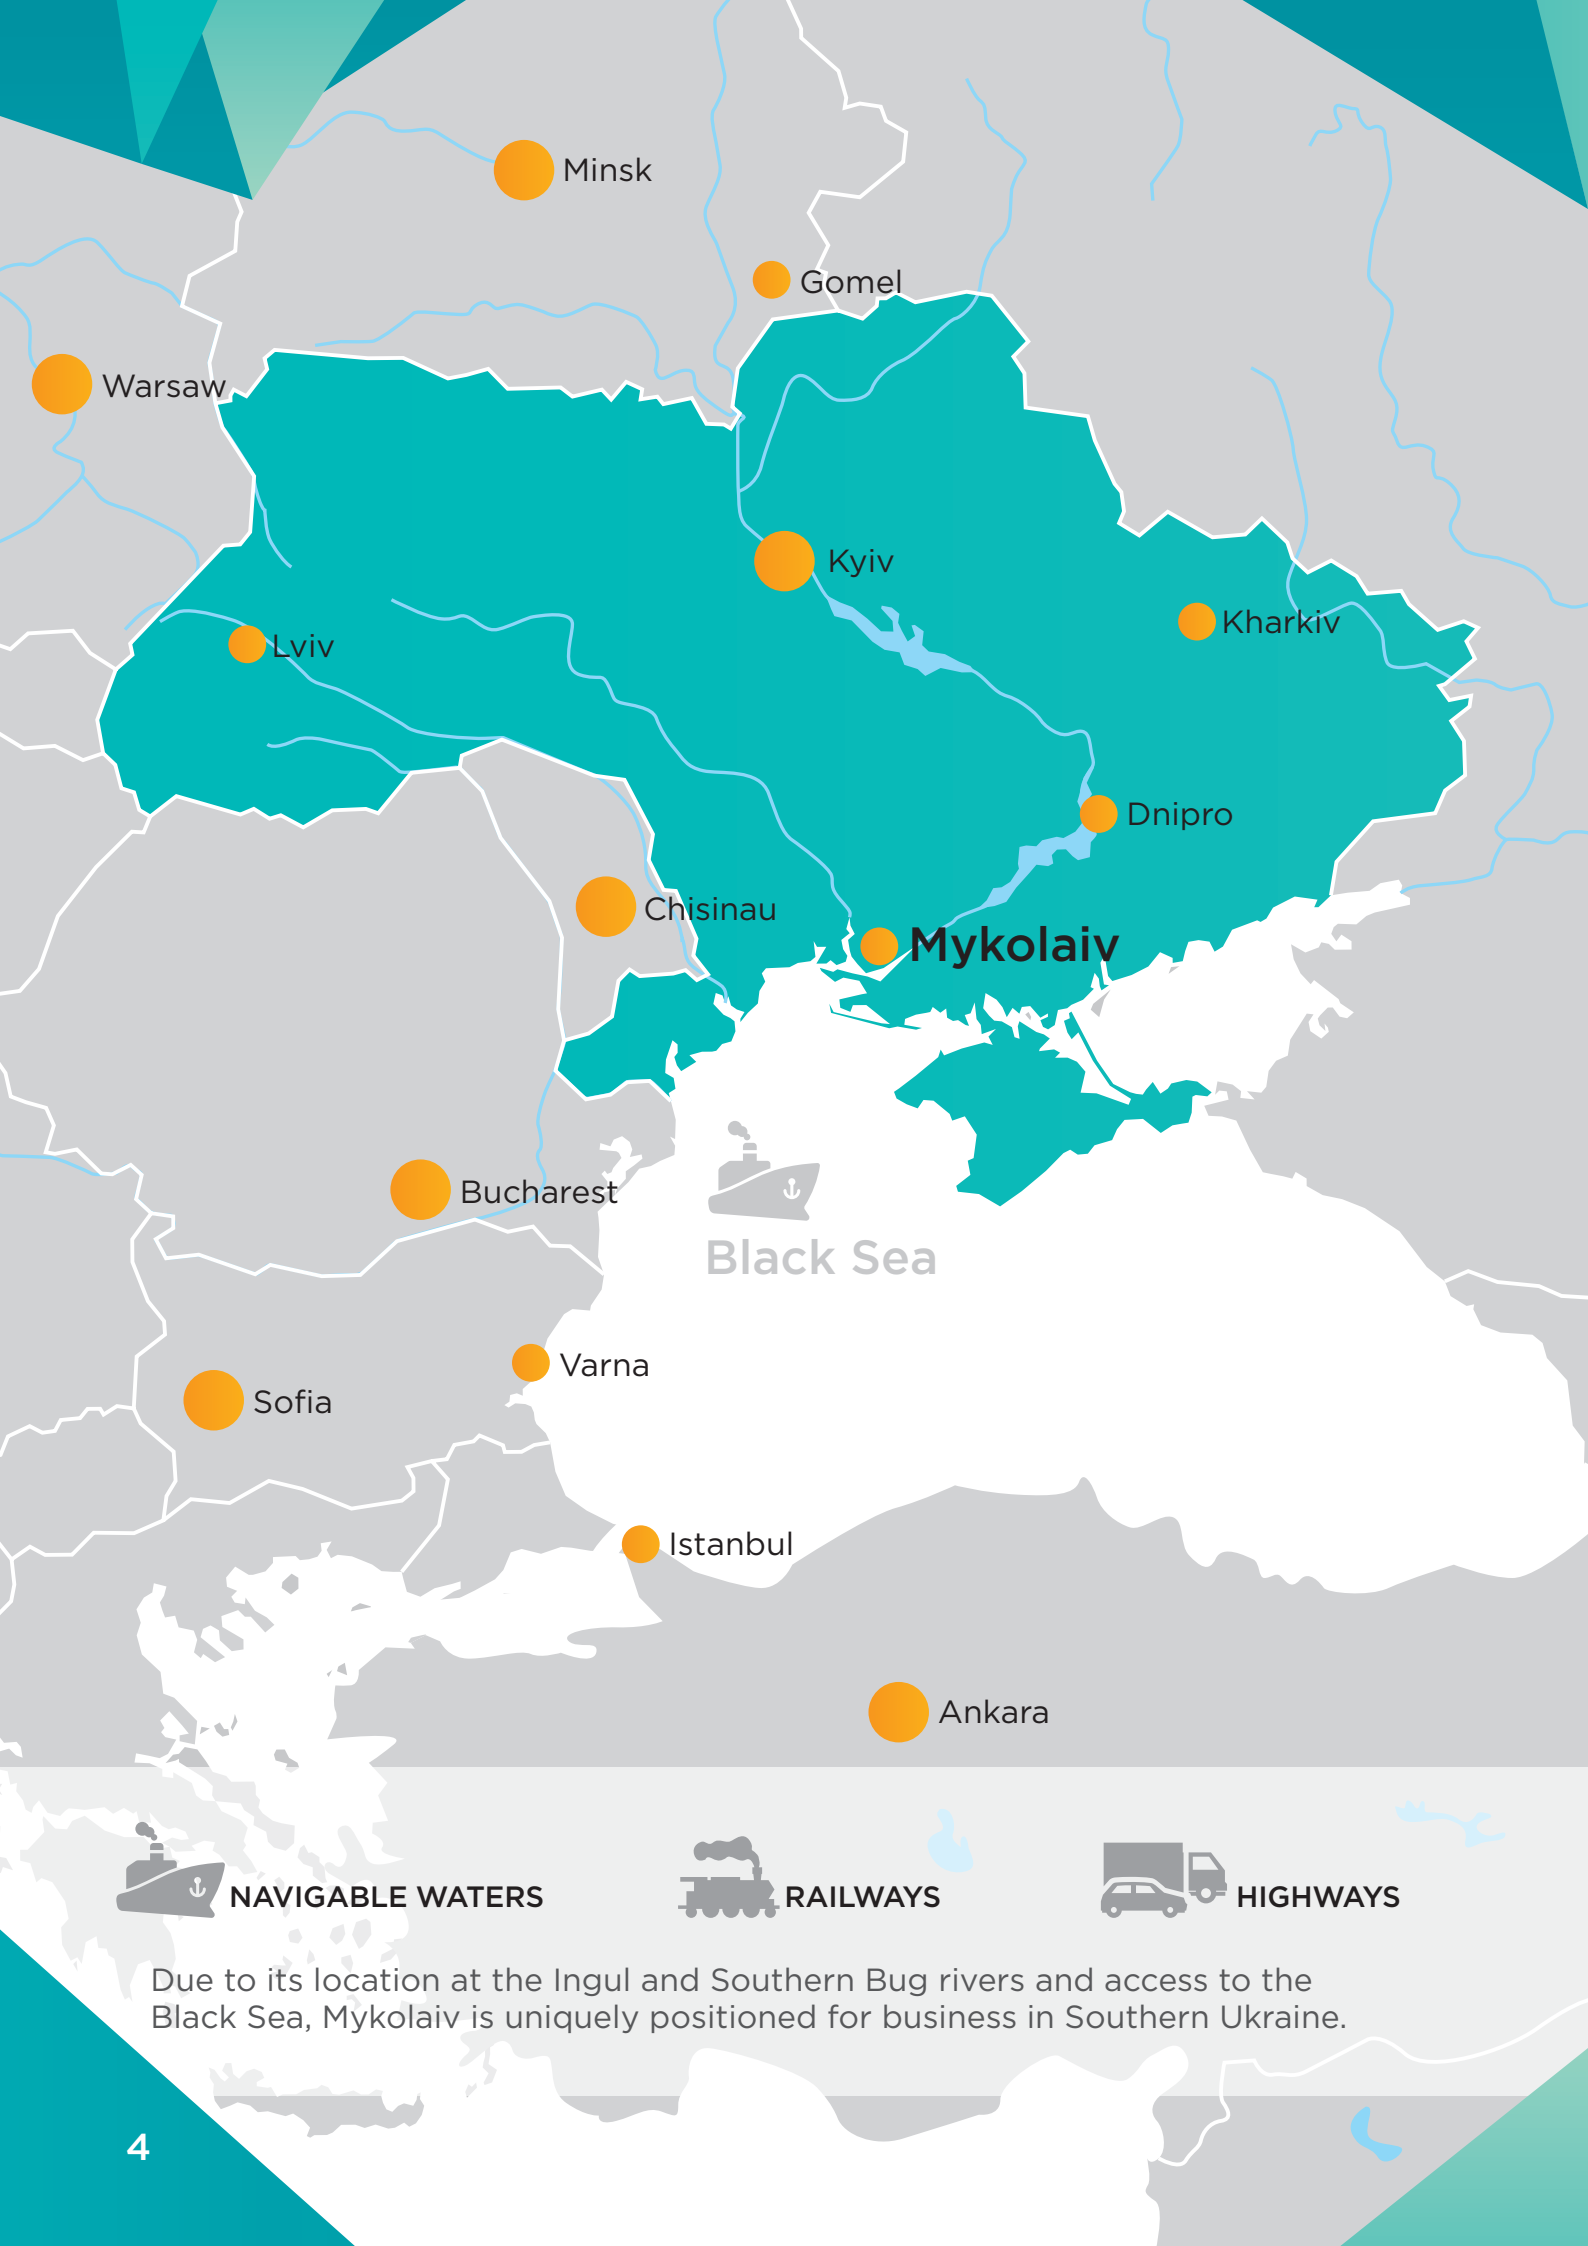 Minsk
Gomel
Warsaw
Kyiv
Kharkiv
Lviv
Dnipro
Chisinau
Mykolaiv
Bucharest
Black Sea
Varna
Sofia
Istanbul
Ankara
NAVIGABLE WATERS
RAILWAYS
HIGHWAYS
Due to its location at the Ingul and Southern Bug rivers and access to the
Black Sea, Mykolaiv is uniquely positioned for business in Southern Ukraine.
4